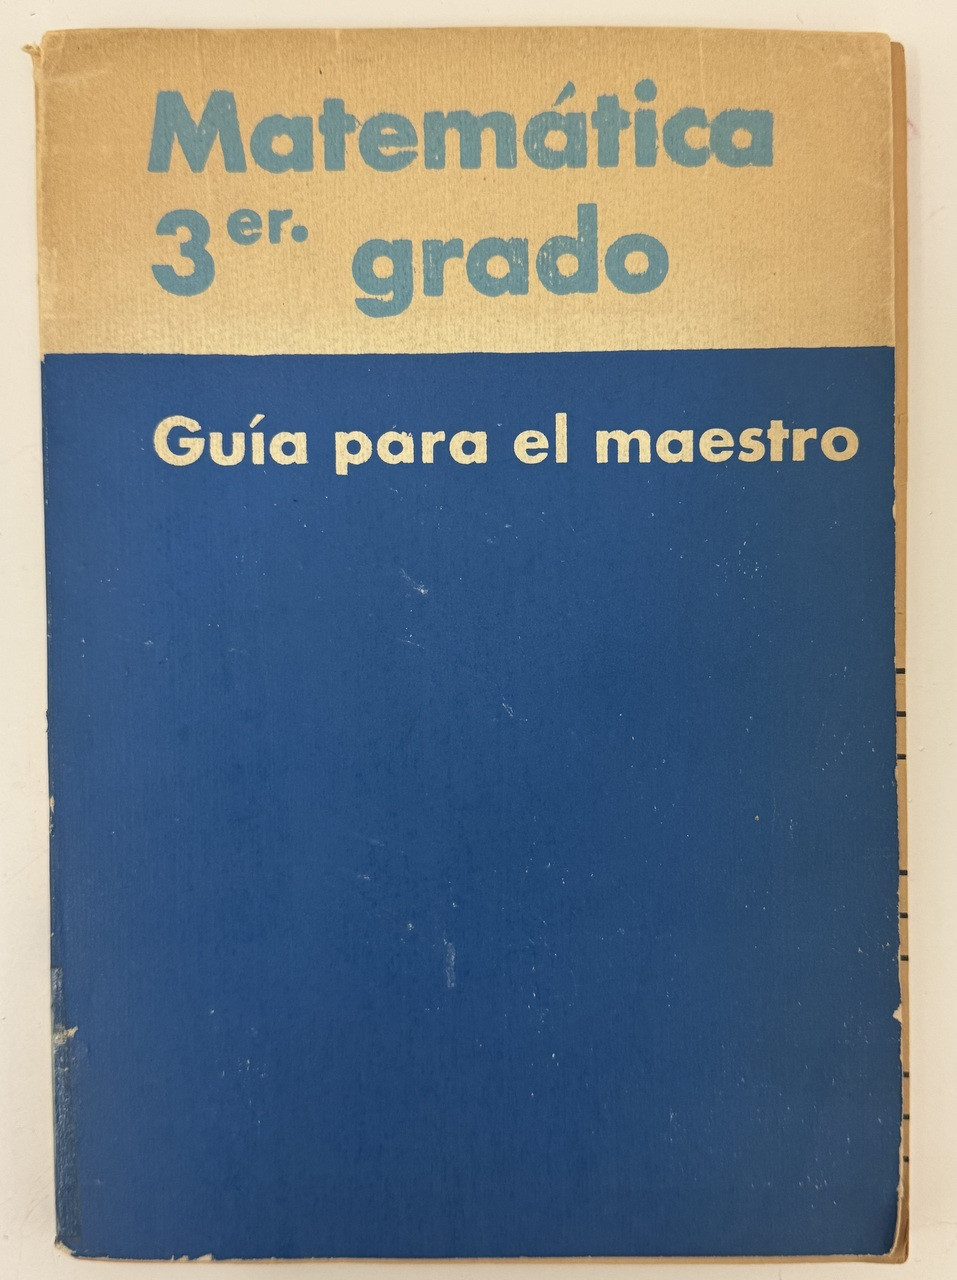 Matemática
3er. grado
Guía para el maestro